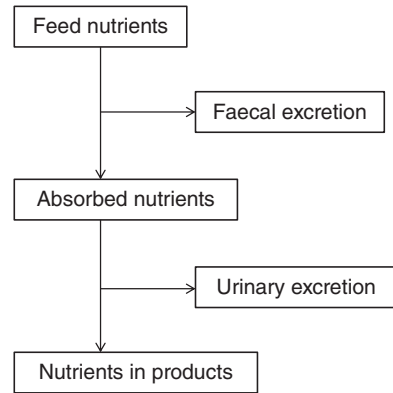 Feed nutrients
Faecal excretion
Absorbed nutrients
Urinary excretion
Nutrients in products